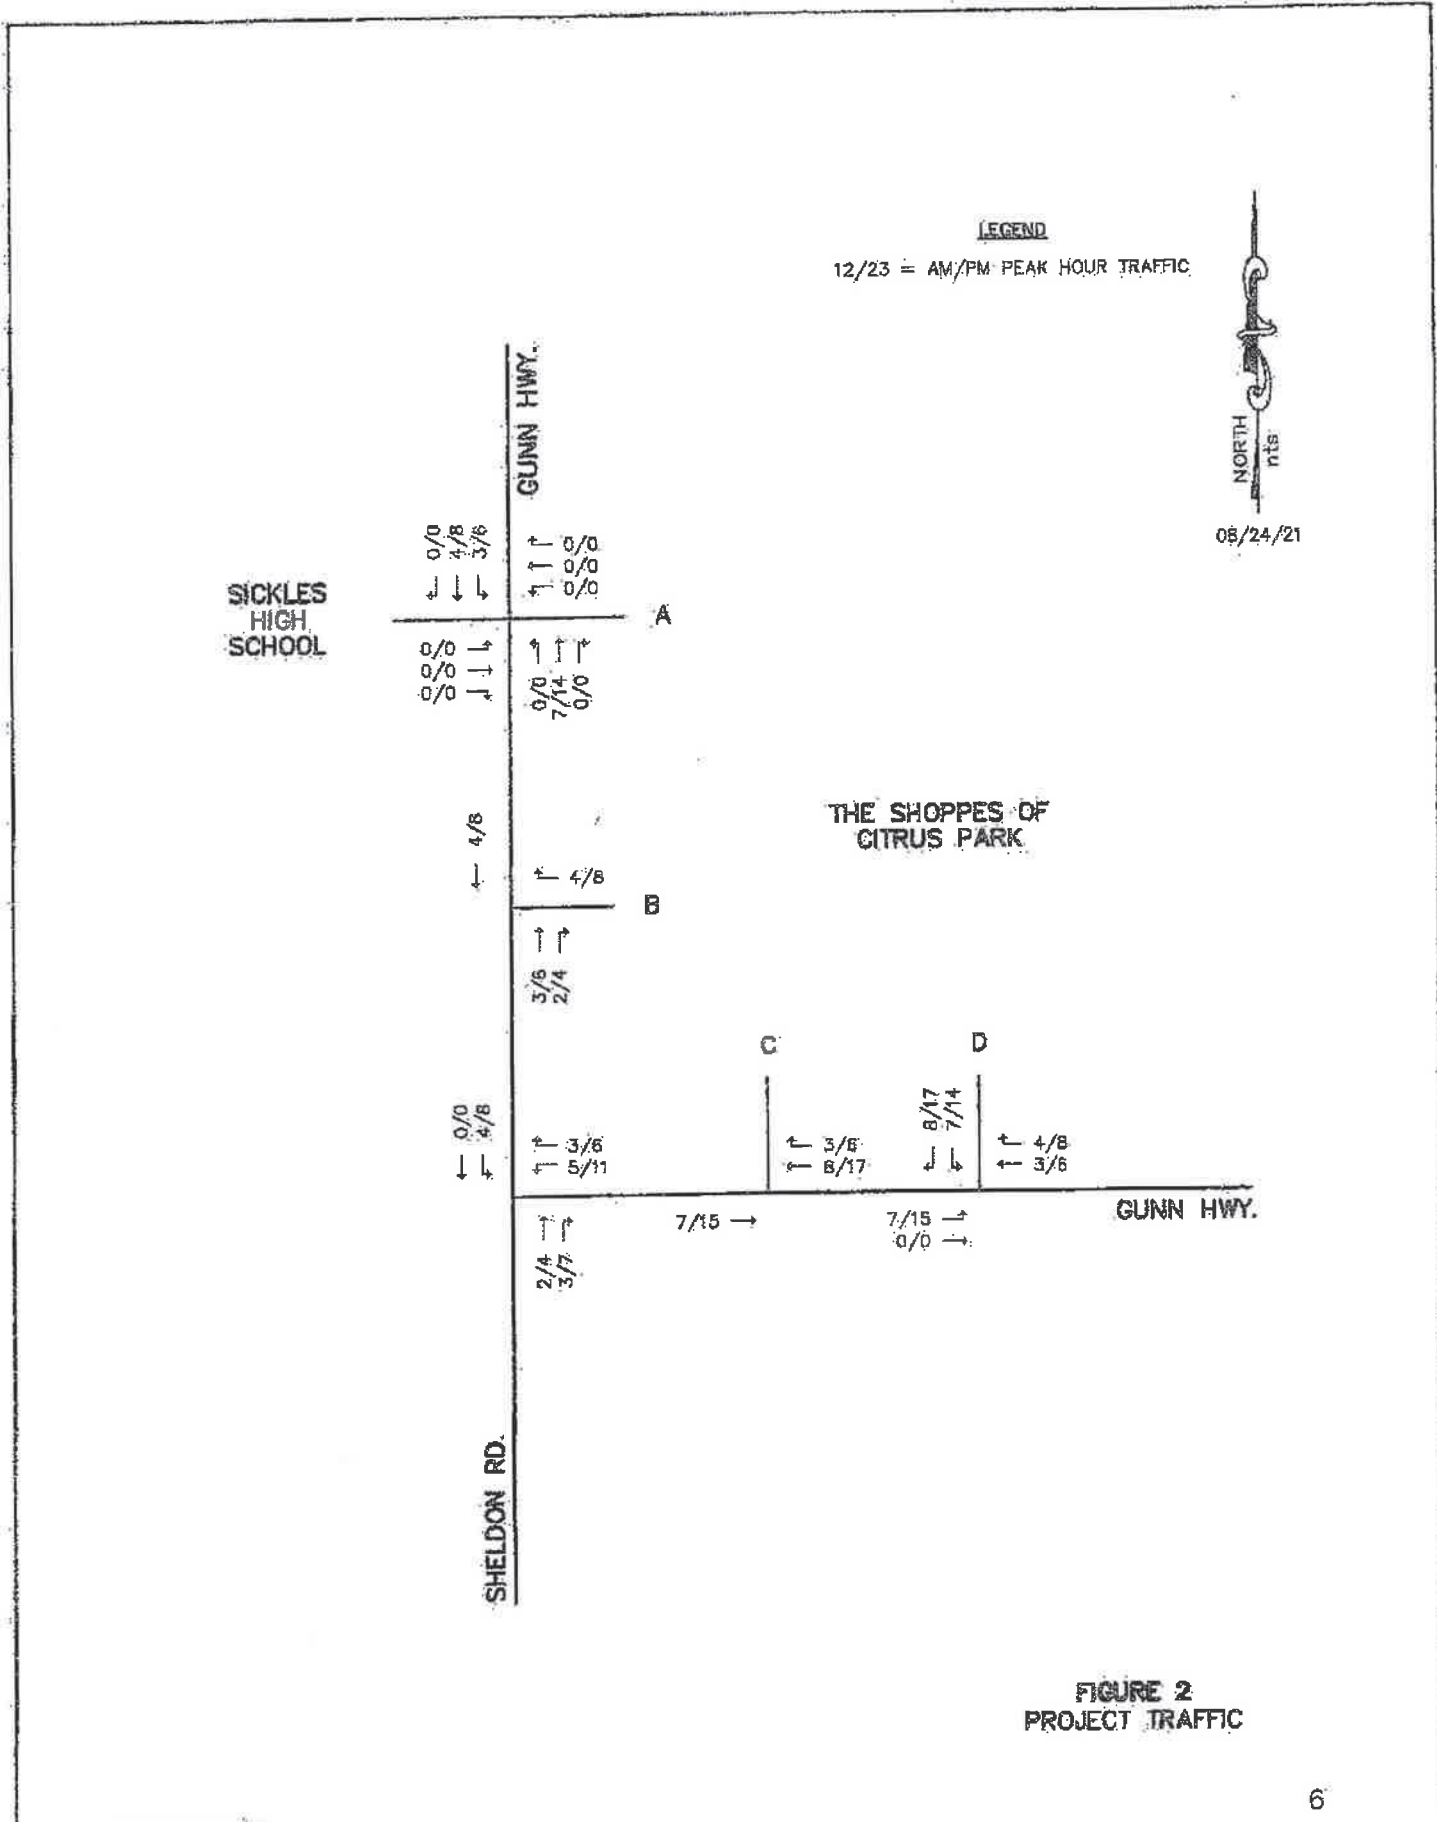 LEGEND
12/23 = AM/PM PEAK HOUR TRAFFIC
NORTH
nts
08/24/21
GUNN HWY.
0/0
4/8
3/6
0/0
0/0
0/0
SICKLES
HIGH
SCHOOL
A
0/0
0/0
0/0
0/0
7/14
0/0
THE SHOPPES OF
CITRUS PARK
4/8
4/8
B
3/6
2/4
C
D
0/0
4/8
3/6
5/11
3/6
8/17
8/17
7/14
4/8
3/6
GUNN HWY.
7/15
7/15
0/0
2/4
3/7
SHELDON RD.
FIGURE 2
PROJECT TRAFFIC
6